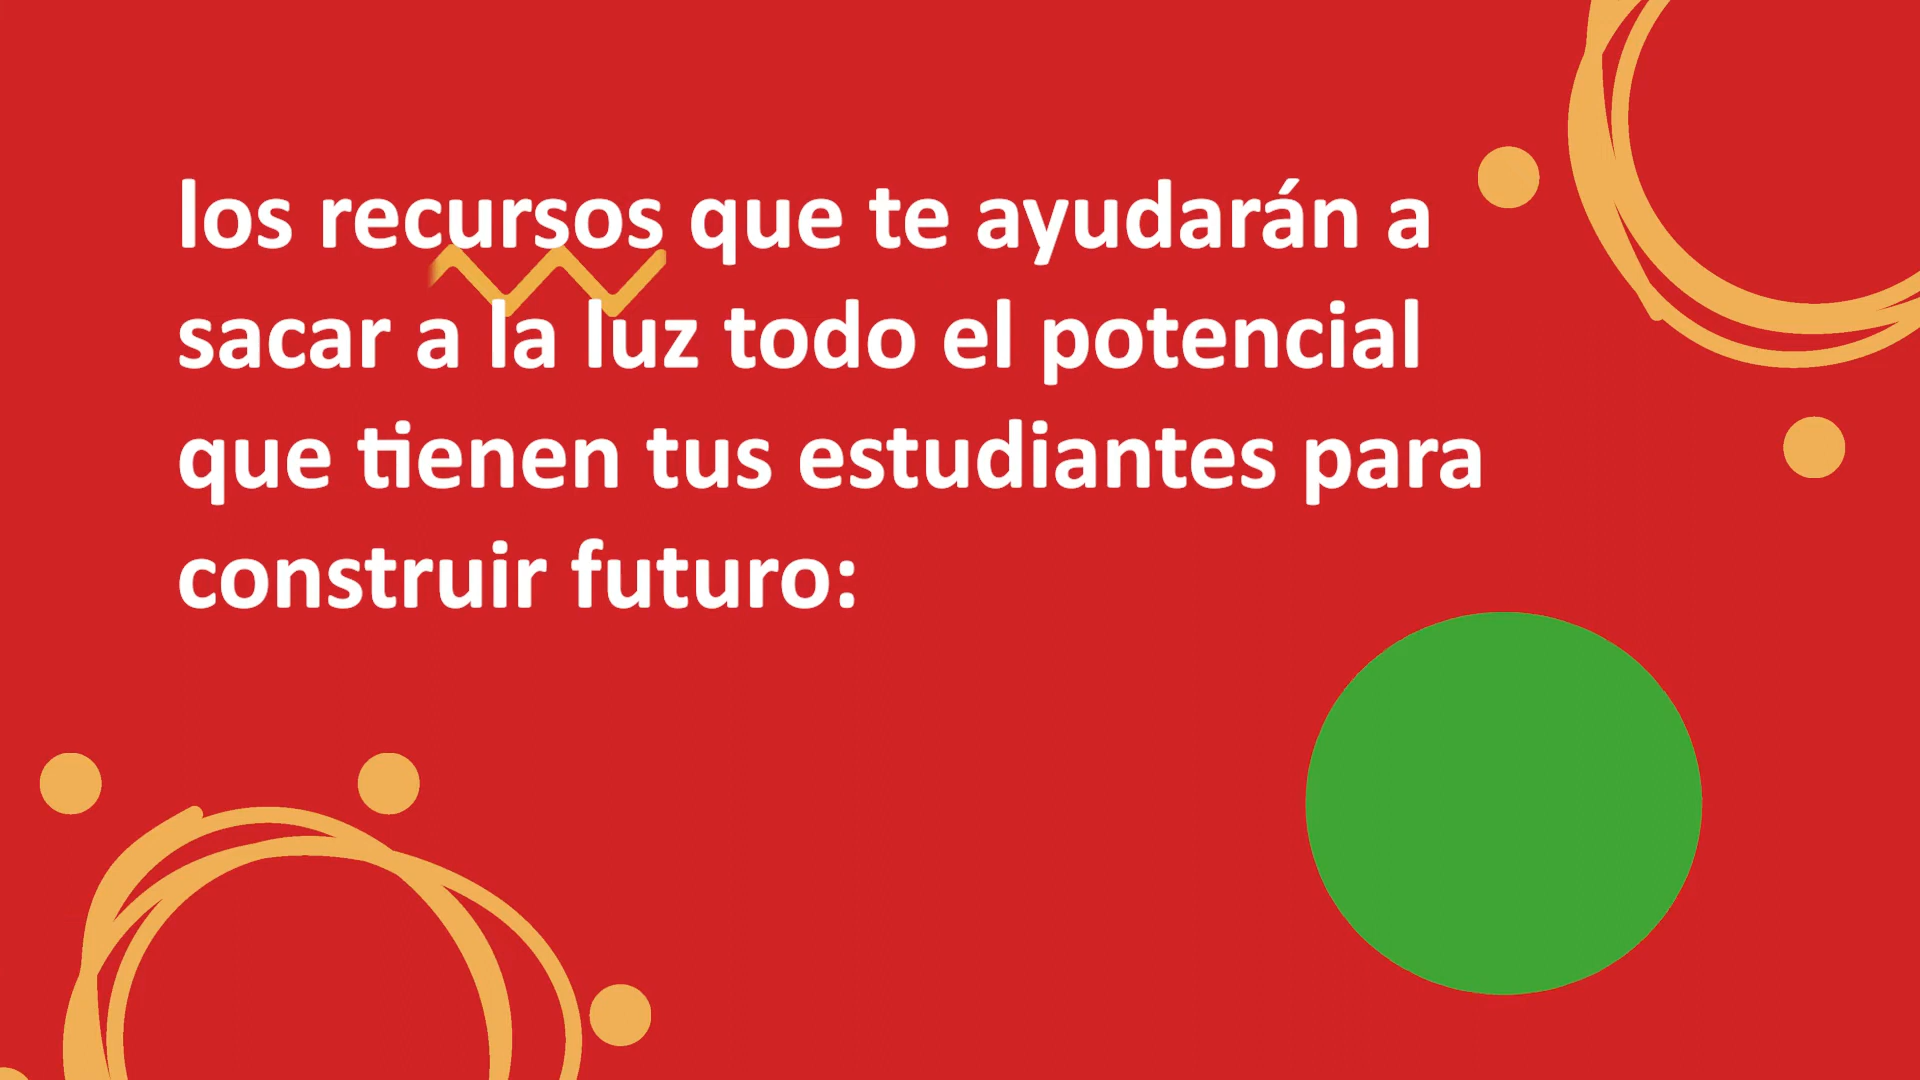 los recursos que te ayudarán a
sacar a la luz todo el potencial
que tienen tus estudiantes para
construir futuro: